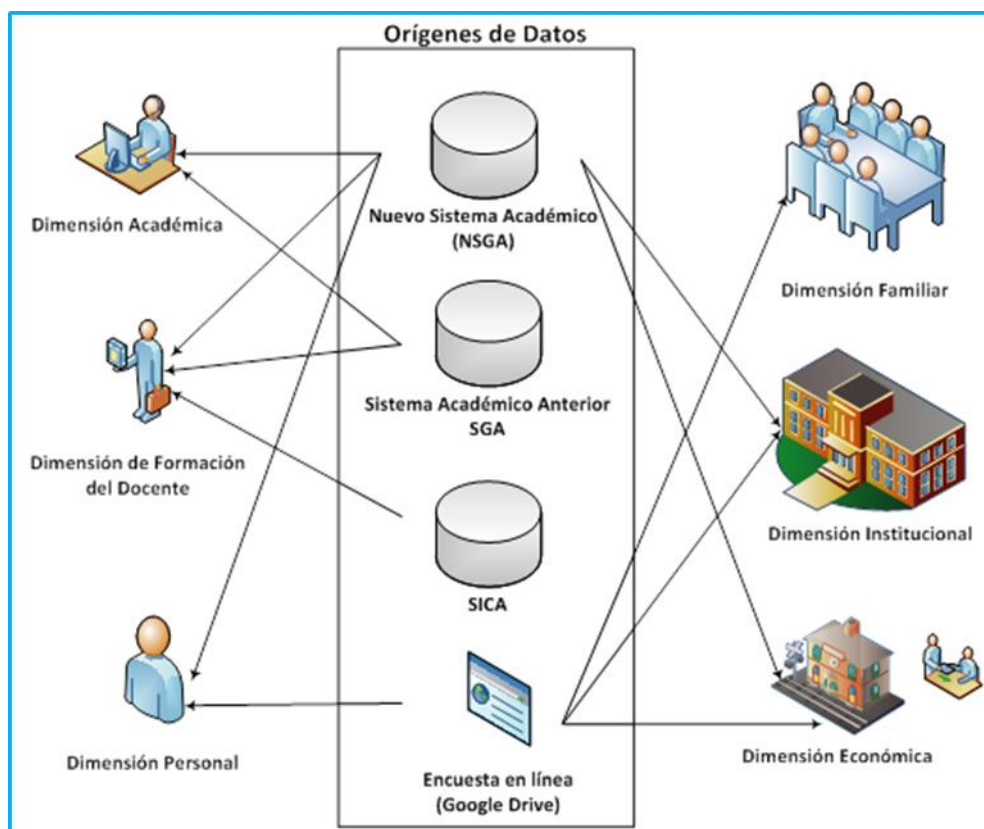 Orígenes de Datos
Nuevo Sistema Académico
(NSGA)
Dimensión Académica
Dimensión Familiar
Sistema Académico Anterior
SGA
Dimensión de Formación
del Docente
Dimensión Institucional
SICA
Dimensión Personal
Dimensión Económica
Encuesta en línea
(Google Drive)